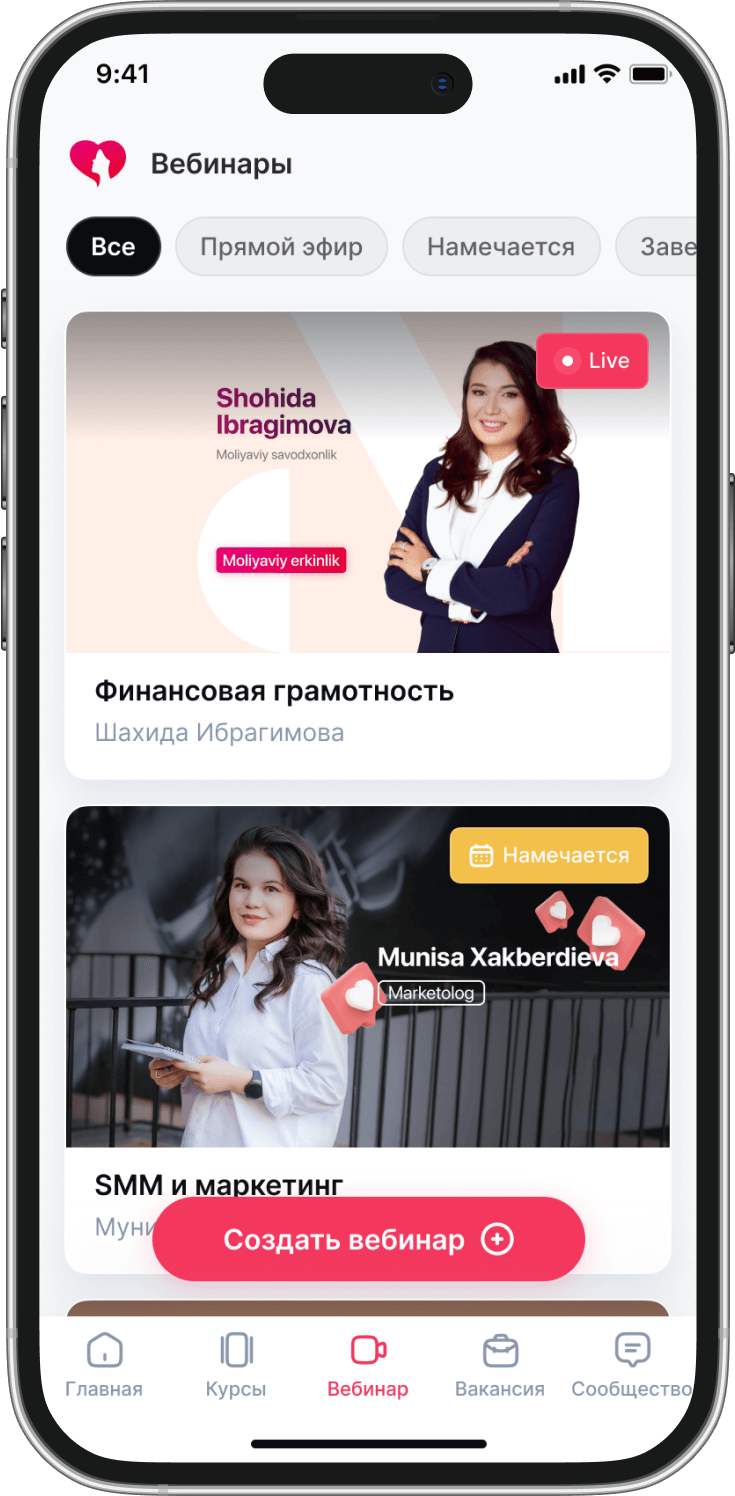 9:41
Вебинары
Все
Прямой эфир
Намечается
Заве
Live
Shohida
Ibragimova
Moliyaviy savodxonlik
Moliyaviy erkinlik
Финансовая грамотность
Шахида Ибрагимова
Намечается
Munisa Xakberdieva
Marketolog
SMM и маркетинг
Муни
Создать вебинар
Главная
Курсы
Вебинар
Вакансия
Сообщество